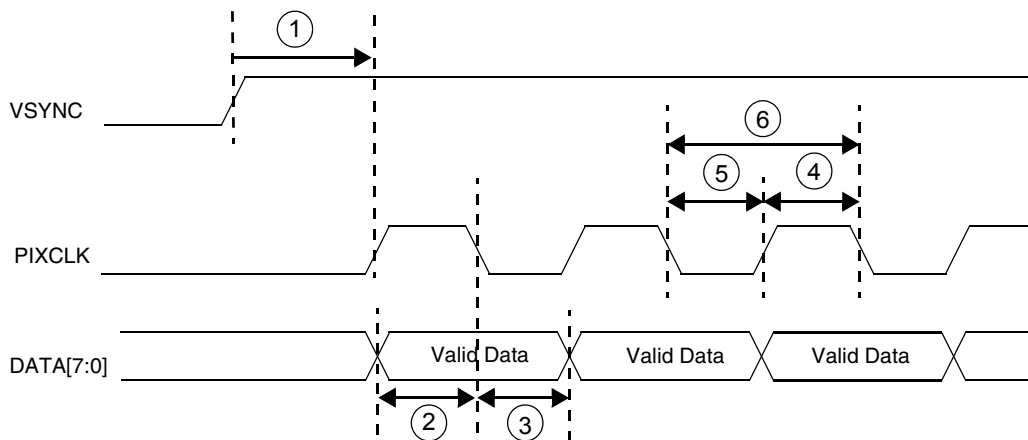 1
VSYNC
6
5
4
PIXCLK
DATA[7:0]
Valid Data
Valid Data
Valid Data
2
3